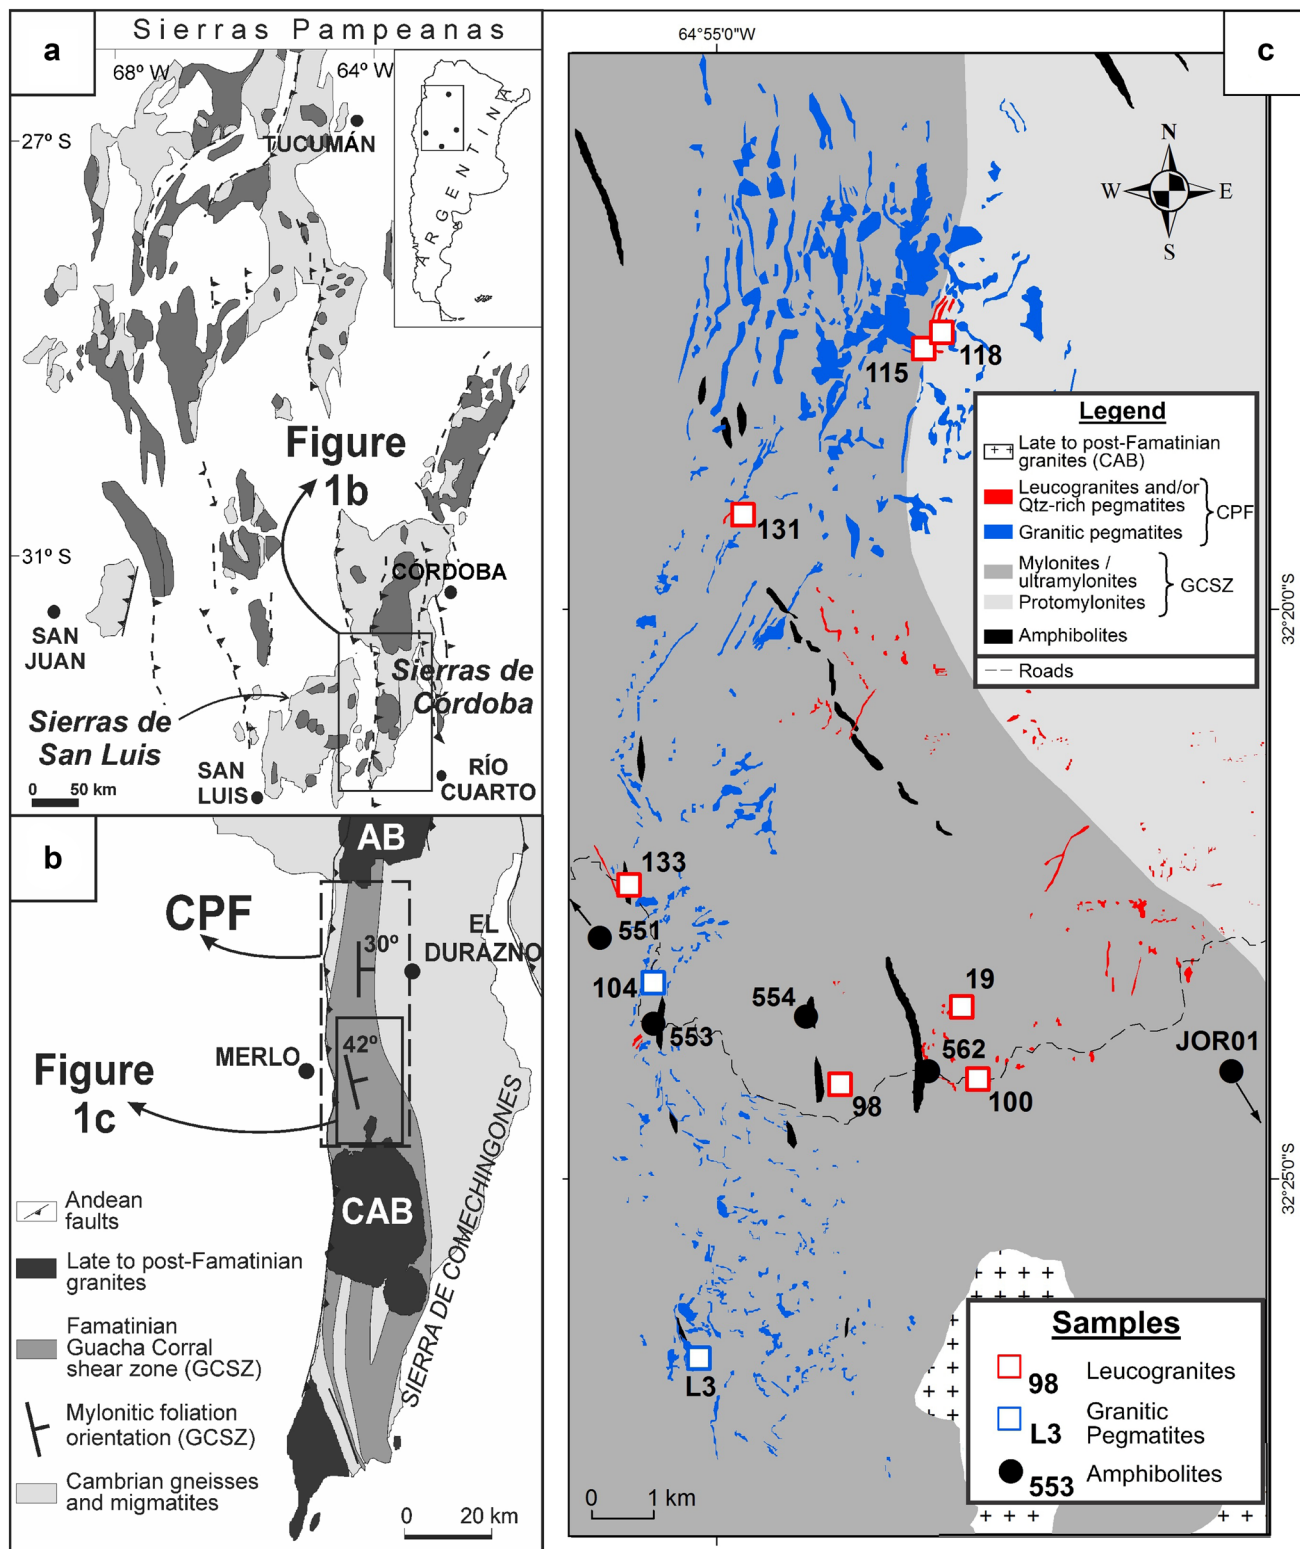 a
Sierras Pampeanas
68º W
64º W
27º S
TUCUMÁN
ARGENTINA
Figure
1b
31º S
CÓRDOBA
SAN
JUAN
Sierras de
Córdoba
Sierras de
San Luis
SAN
LUIS
RÍO
CUARTO
0 50 km
b
AB
CPF
30º
EL
DURAZNO
MERLO
42º
Figure
1c
CAB
SIERRA DE COMECHINGONES
Andean
faults
Late to post-Famatinian
granites
Famatinian
Guacha Corral
shear zone (GCSZ)
Mylonitic foliation
orientation (GCSZ)
Cambrian gneisses
and migmatites
0 20 km
c
64°55'0"W
N
W E
S
115
118
131
Legend
Late to post-Famatinian
granites (CAB)
Leucogranites and/or
Qtz-rich pegmatites
CPF
Granitic pegmatites
Mylonites /
ultramylonites
GCSZ
Protomylonites
Amphibolites
Roads
32°20'0"S
133
551
104
553
554
19
562
JOR01
98
100
32°25'0"S
L3
0 1 km
Samples
98 Leucogranites
L3 Granitic
Pegmatites
553 Amphibolites